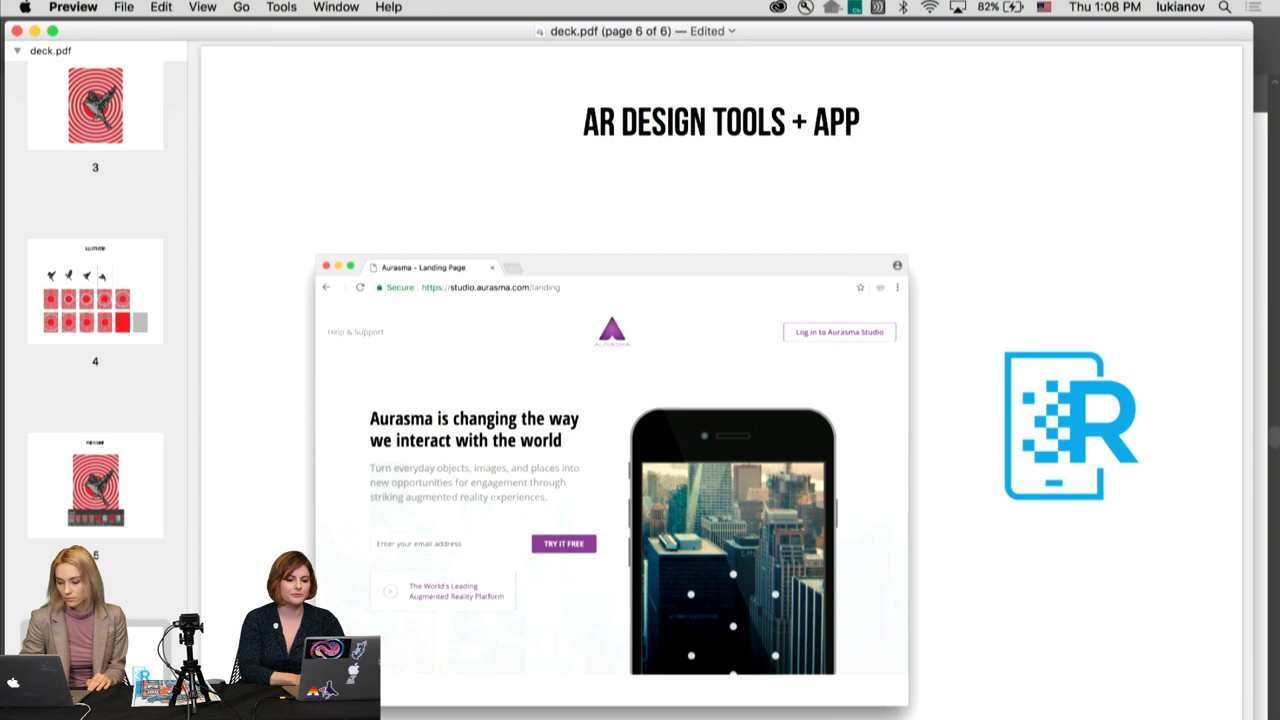 Preview File Edit View Go Tools Window Help
82% Thu 1:08 PM lukianov
deck.pdf (page 6 of 6) — Edited
deck.pdf
3
4
5
AR DESIGN TOOLS + APP
Aurasma - Landing Page
Secure https://studio.aurasma.com/landing
Help & Support
AURASMA
Log in to Aurasma Studio
Aurasma is changing the way
we interact with the world
Turn everyday objects, images, and places into
new opportunities for engagement through
striking augmented reality experiences.
Enter your email address
TRY IT FREE
The World's Leading
Augmented Reality Platform
R